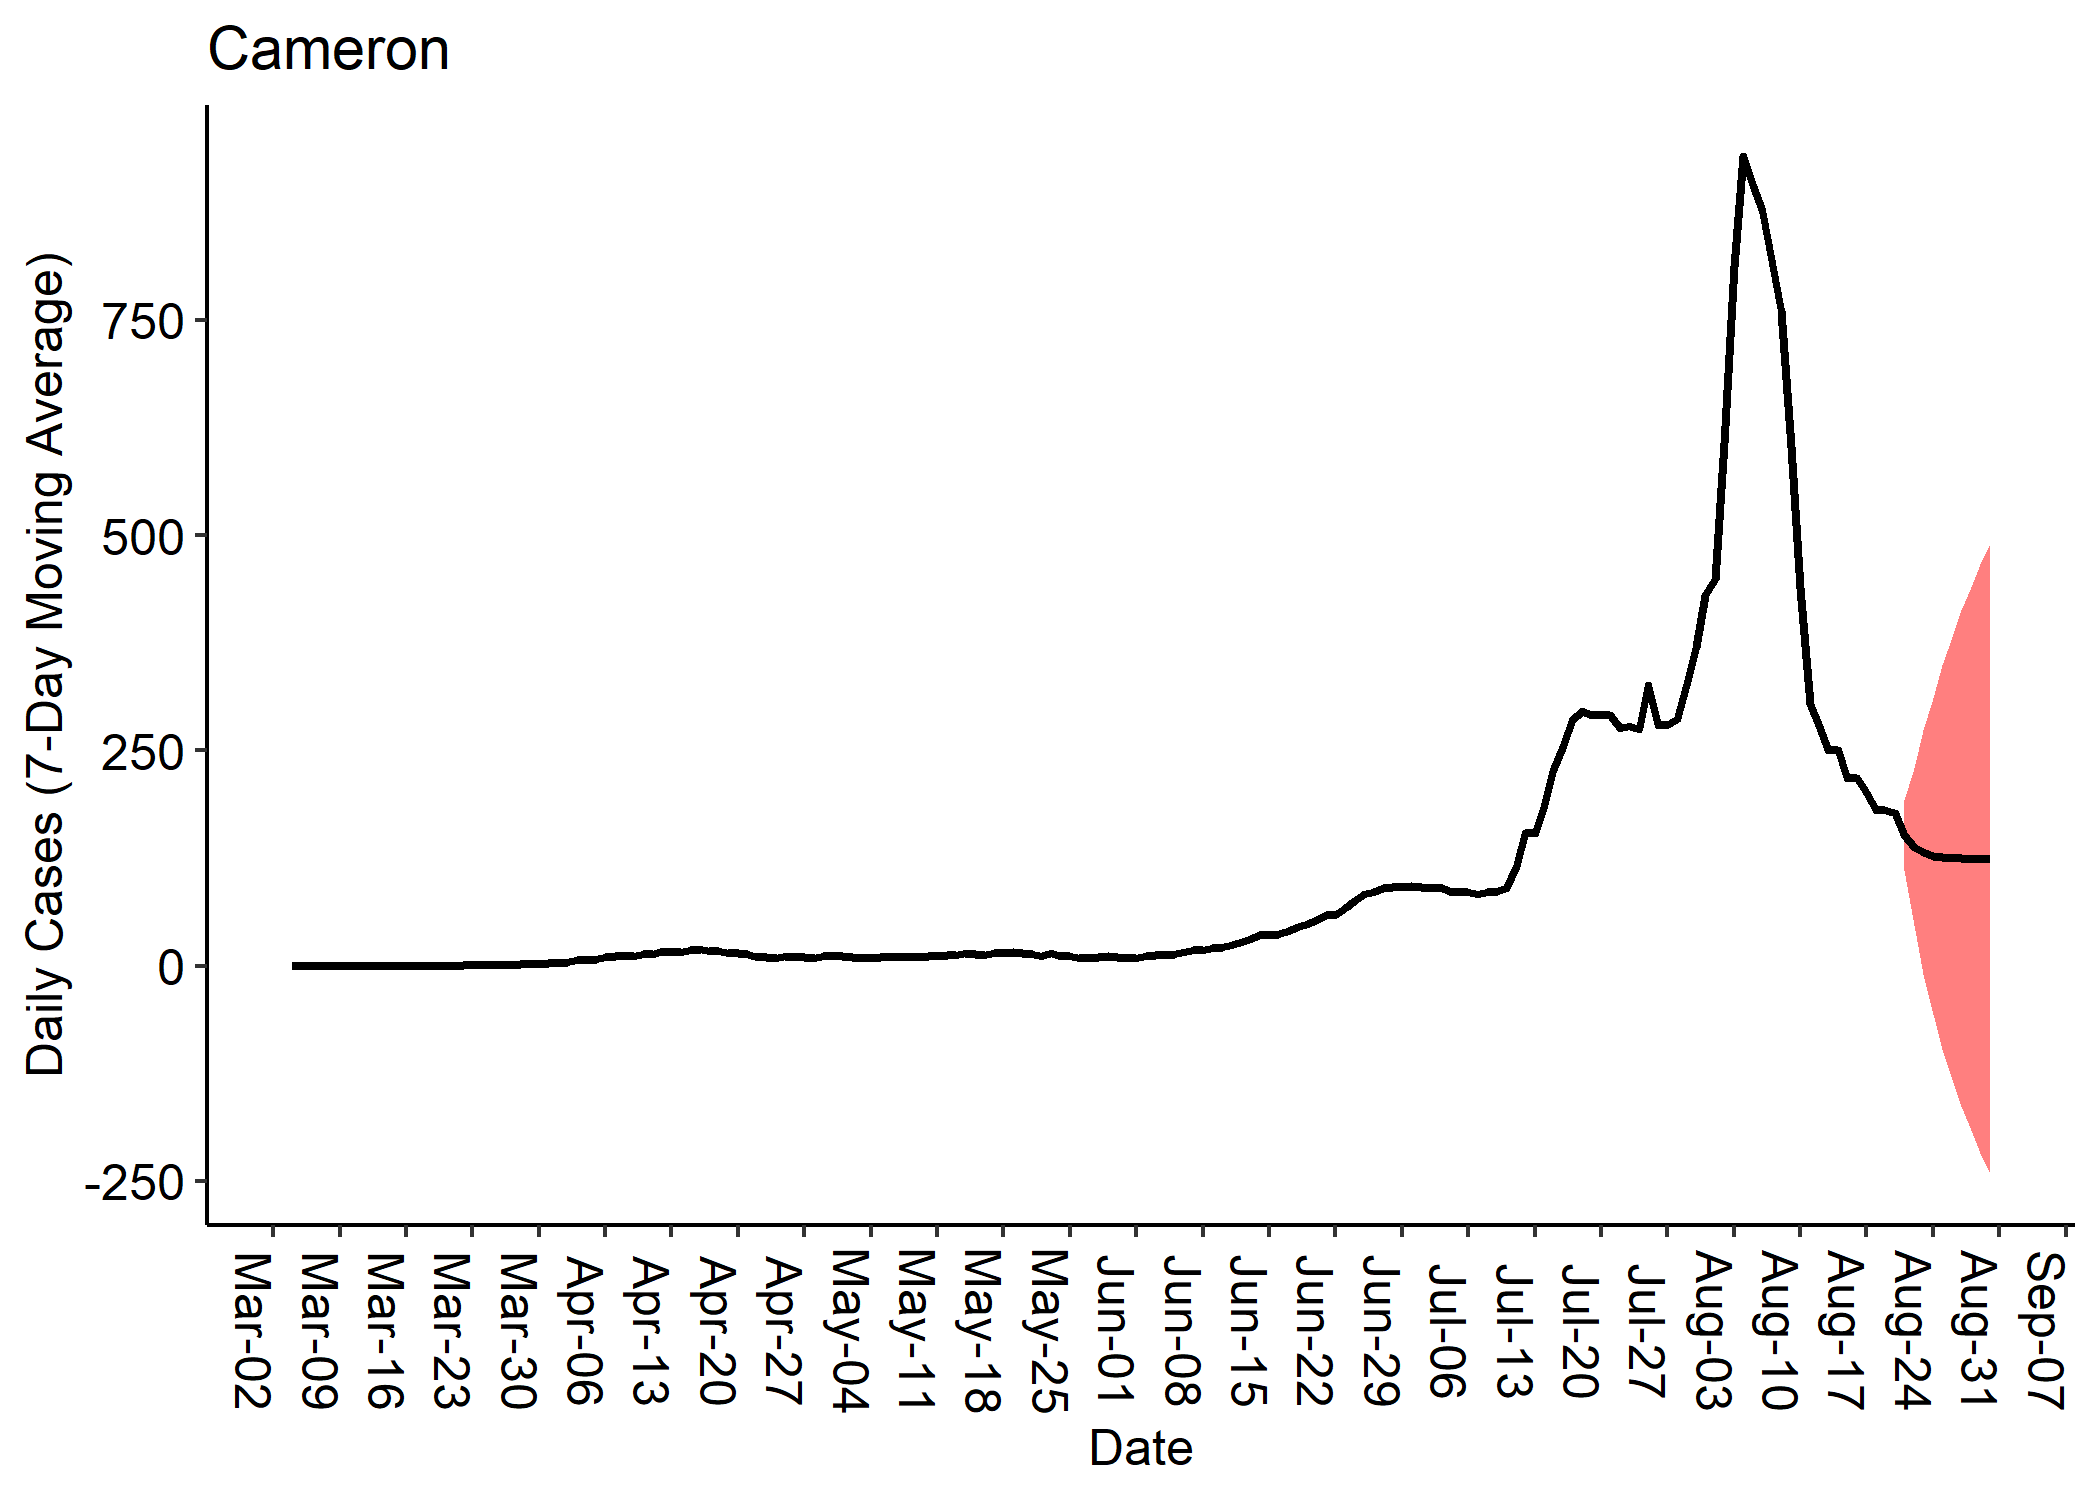 Cameron
Daily Cases (7-Day Moving Average)
750
500
250
0
-250
Mar-02
Mar-09
Mar-16
Mar-23
Mar-30
Apr-06
Apr-13
Apr-20
Apr-27
May-04
May-11
May-18
May-25
Jun-01
Jun-08
Jun-15
Jun-22
Jun-29
Jul-06
Jul-13
Jul-20
Jul-27
Aug-03
Aug-10
Aug-17
Aug-24
Aug-31
Sep-07
Date